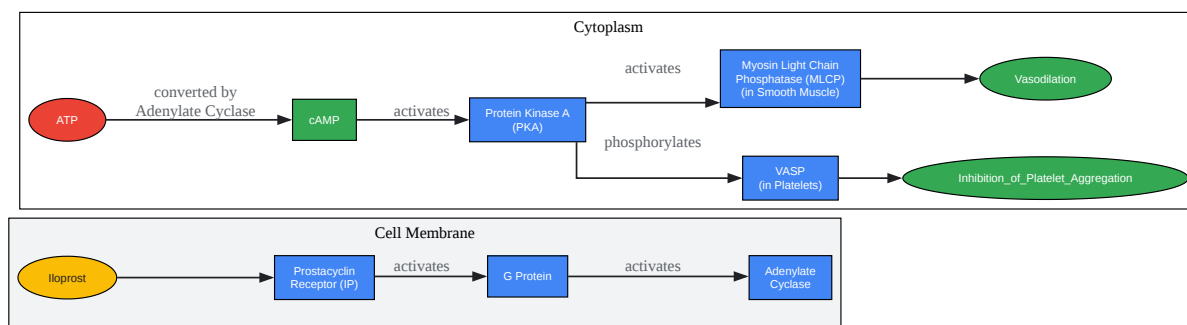 Cytoplasm
converted by
Adenylate Cyclase
ATP
cAMP
activates
Protein Kinase A
(PKA)
activates
Myosin Light Chain
Phosphatase (MLCP)
(in Smooth Muscle)
Vasodilation
phosphorylates
VASP
(in Platelets)
Inhibition_of_Platelet_Aggregation
Cell Membrane
Iloprost
Prostacyclin
Receptor (IP)
activates
G Protein
activates
Adenylate
Cyclase